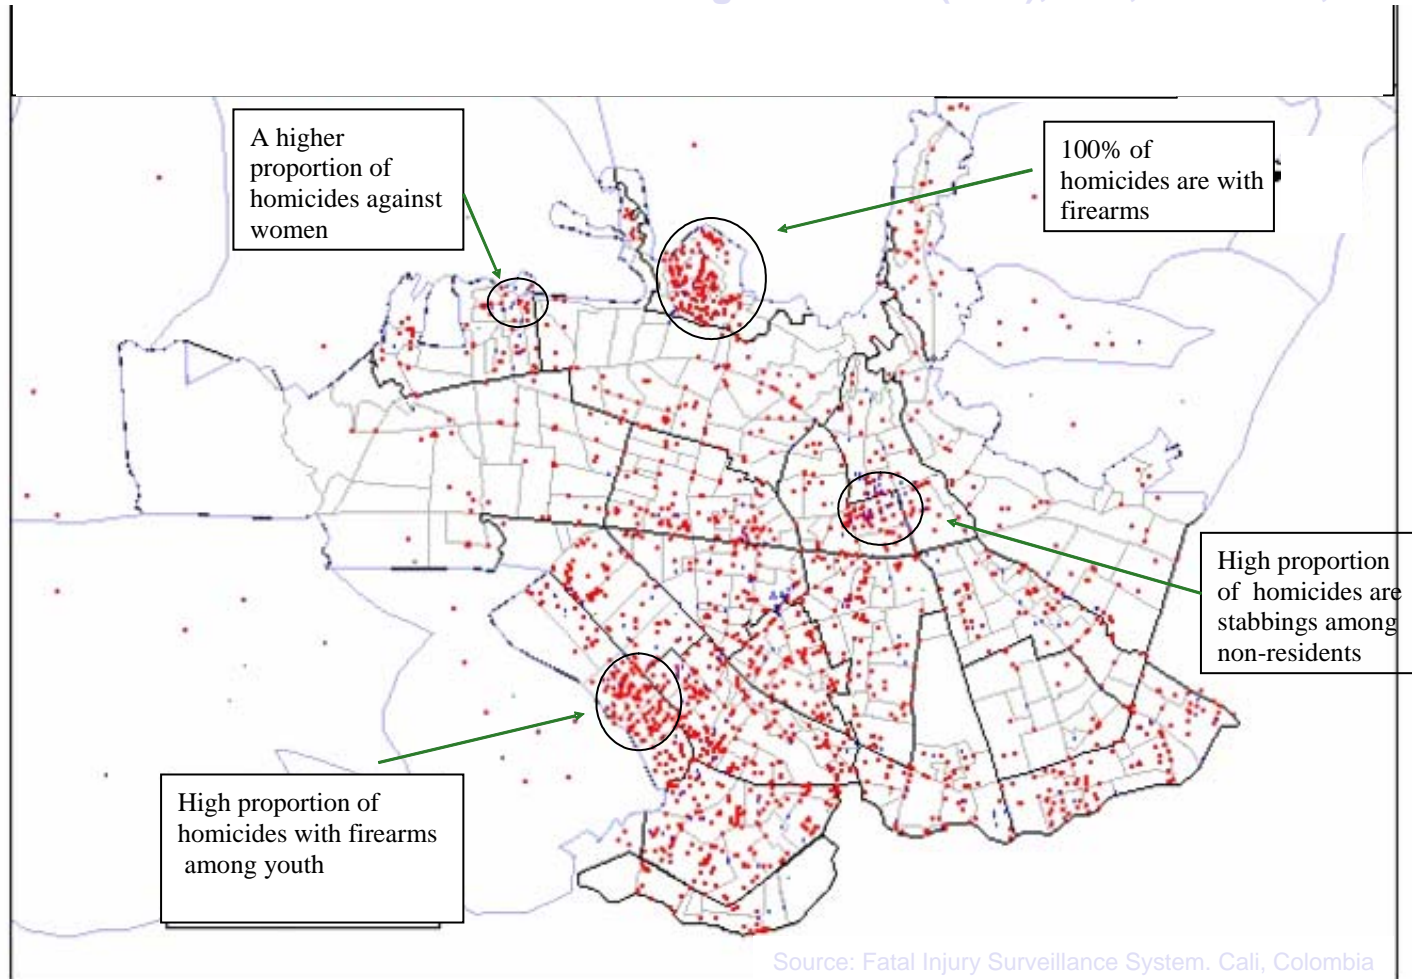 A higher
proportion of
homicides against
women
100% of
homicides are with
firearms
High proportion
of homicides are
stabbings among
non-residents
High proportion of
homicides with firearms
among youth
Source: Fatal Injury Surveillance System. Cali, Colombia